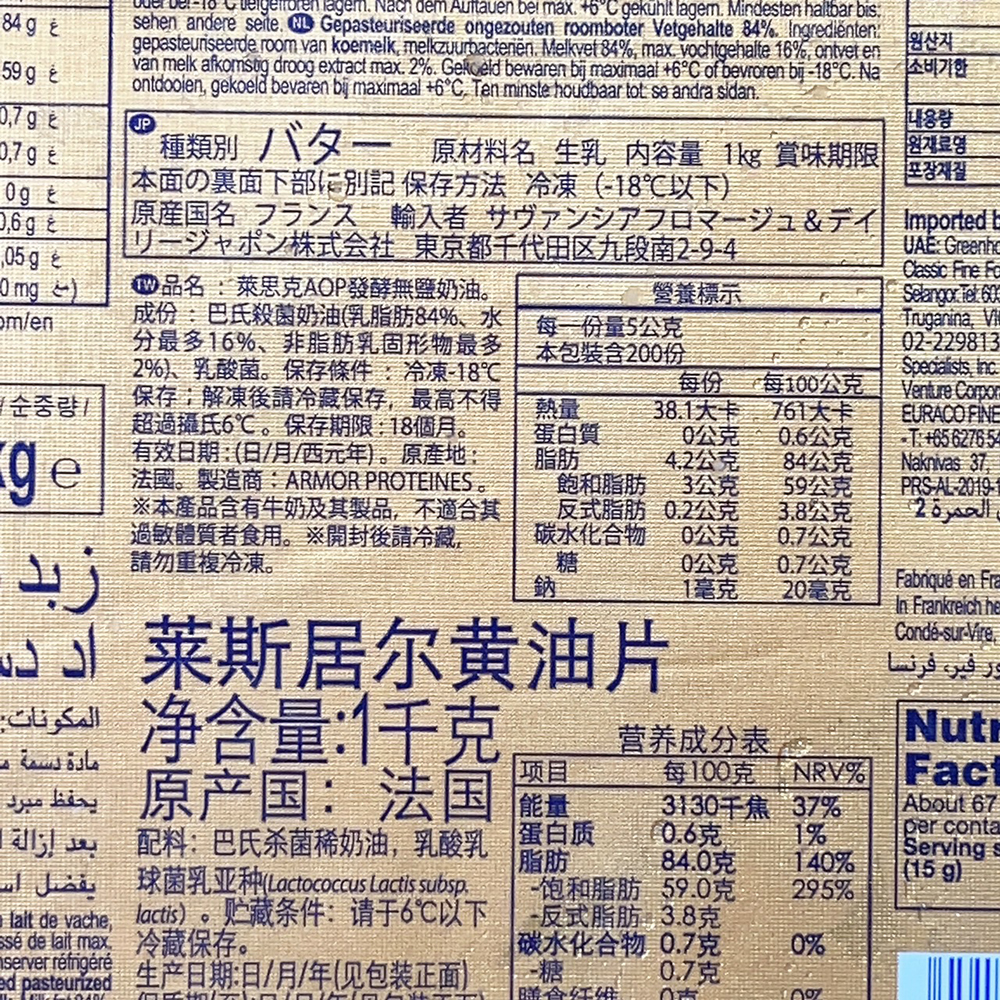 84 g غ
59 g غ
0,7 g غ
0,7 g غ
0 g غ
0,6 g غ
,05 g غ
0 mg
om/en
순중량 /
kg e
زبد
المكونات:
مادة دسمة
يحفظ مبرد
بعد إزالة
يفضل
lait de vache,
ssé de lait max.
nserver réfrigéré
ed pasteurized
oder bei -18°C tiefgefroren lagern. Nach dem Auftauen bei max. +6°C gekühlt lagern. Mindesten haltbar bis:
sehen andere seite. NL Gepasteuriseerde ongezouten roomboter Vetgehalte 84%. Ingrediënten:
gepasteuriseerde room van koemelk, melkzuurbacteriën. Melkvet 84%, max. vochtgehalte 16%, ontvet en
van melk afkomstig droog extract max. 2%. Gekoeld bewaren bij maximaal +6°C of bevroren bij -18°C. Na
ontdooien, gekoeld bevaren bij maximaal +6°C. Ten minste houdbaar tot: se andra sidan.
JP 種類別 バター 原材料名 生乳 内容量 1kg 賞味期限
本面の裏面下部に別記 保存方法 冷凍（-18℃以下）
原産国名 フランス 輸入者 サヴァンシアフロマージュ＆デイ
リージャポン株式会社 東京都千代田区九段南2-9-4
TW 品名：萊思克AOP發酵無鹽奶油。
成份：巴氏殺菌奶油(乳脂肪84%、水
分最多16%、非脂肪乳固形物最多
2%)、乳酸菌。保存條件：冷凍-18℃
保存；解凍後請冷藏保存，最高不得
超過攝氏6℃。保存期限:18個月。
有效日期:(日/月/西元年)。原產地：
法國。製造商：ARMOR PROTEINES。
※本產品含有牛奶及其製品，不適合其
過敏體質者食用。※開封後請冷藏,
請勿重複冷凍。
營養標示
每一份量5公克
本包裝含200份
每份 每100公克
熱量 38.1大卡 761大卡
蛋白質 0公克 0.6公克
脂肪 4.2公克 84公克
飽和脂肪 3公克 59公克
反式脂肪 0.2公克 3.8公克
碳水化合物 0公克 0.7公克
糖 0公克 0.7公克
鈉 1毫克 20毫克
莱斯居尔黄油片
净含量:1千克
原产国：法国
配料：巴氏杀菌稀奶油，乳酸乳
球菌乳亚种(Lactococcus Lactis subsp.
lactis)。贮藏条件：请于6℃以下
冷藏保存。
生产日期:日/月/年(见包装正面)
营养成分表
项目 每100克 NRV%
能量 3130千焦 37%
蛋白质 0.6克 1%
脂肪 84.0克 140%
-饱和脂肪 59.0克 295%
-反式脂肪 3.8克
碳水化合物 0.7克 0%
-糖 0.7克
膳食纤维 0克 0%
원산지
소비기한
내용량
원재료명
포장재질
Imported b
UAE: Greenho
Classic Fine Fo
Selangor. Tel: 60
Truganina, Vi
02-229813
Specialists, Inc.
Venture Corpor
EURACO FINE
- T: +65 6276 5
Naknivas 37,
PRS-AL-2019-1
الحمرة 2
Fabriqué en Fra
In Frankreich he
Condé-sur-Vire,
ور فير، فرنسا
Nutr
Fact
About 67
per conta
Serving s
(15 g)